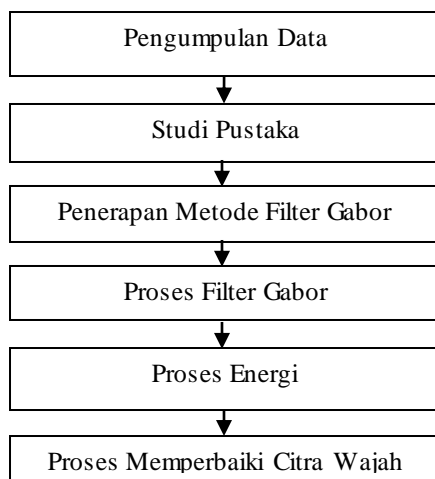 Pengumpulan Data
Studi Pustaka
Penerapan Metode Filter Gabor
Proses Filter Gabor
Proses Energi
Proses Memperbaiki Citra Wajah